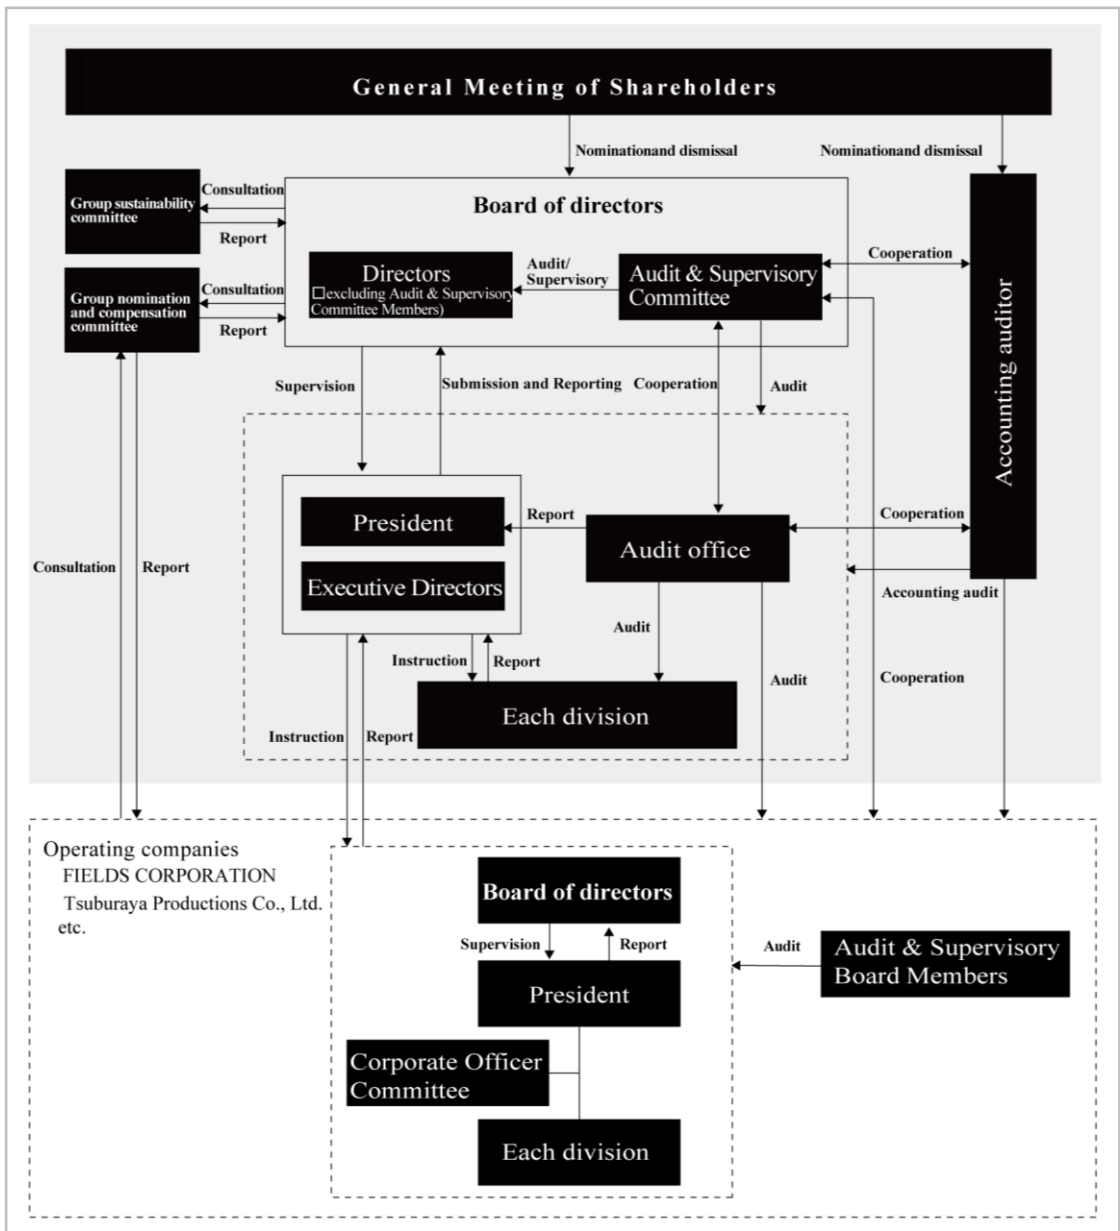 General Meeting of Shareholders
Nominationand dismissal
Nominationand dismissal
Group sustainability
committee
Consultation
Report
Board of directors
Accounting auditor
Directors
□excluding Audit & Supervisory
Committee Members)
Audit/
Supervisory
Audit & Supervisory
Committee
Cooperation
Group nomination
and compensation
committee
Consultation
Report
Supervision
Submission and Reporting
Cooperation
Audit
President
Executive Directors
Report
Audit office
Cooperation
Consultation
Report
Accounting audit
Audit
Instruction
Report
Audit
Cooperation
Each division
Instruction
Report
Operating companies
FIELDS CORPORATION
Tsuburaya Productions Co., Ltd.
etc.
Board of directors
Supervision
Report
President
Audit
Audit & Supervisory
Board Members
Corporate Officer
Committee
Each division